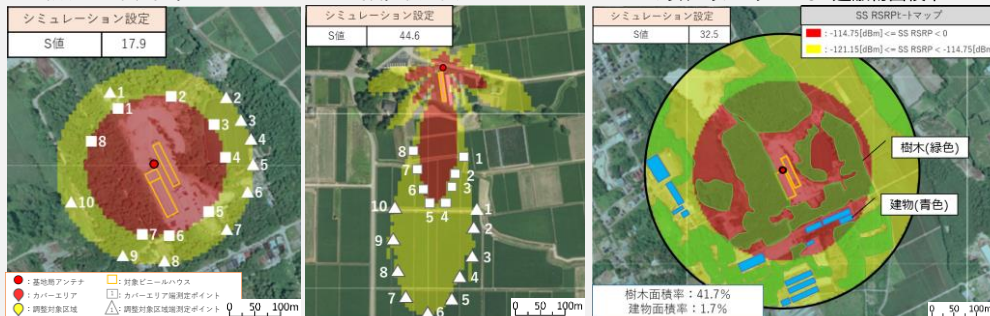 シミュレーション設定
S値 17.9
1
2
1
2
3
3
4
8
4
5
6
10
5
7
7
6
9
8
：基地局アンテナ
：対象ビニールハウス
：カバーエリア
1：カバーエリア端測定ポイント
：調整対象区域
1：調整対象区域端測定ポイント
0 50 100m
シミュレーション設定
S値 44.6
8
1
7
2
6
3
5
4
10
1
2
9
3
8
4
7
5
6
0 50 100m
シミュレーション設定
S値 32.5
SS RSRPヒートマップ
：-114.75[dBm] <= SS RSRP < 0
：-121.15[dBm] <= SS RSRP < -114.75[dBm
樹木(緑色)
建物(青色)
樹木面積率：41.7%
建物面積率：1.7%
0 50 100m